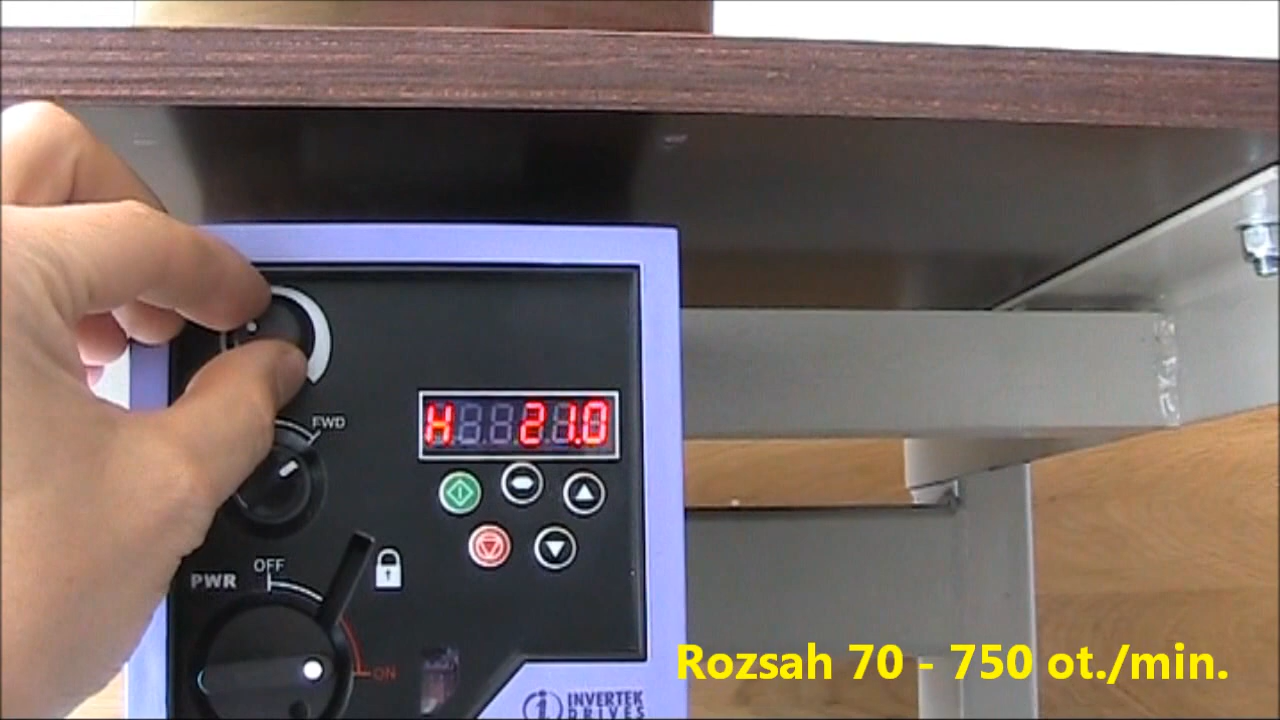 FWD
H 21.0
OFF
PWR
ON
INVERTEK
DRIVES
Rozsah 70 - 750 ot./min.